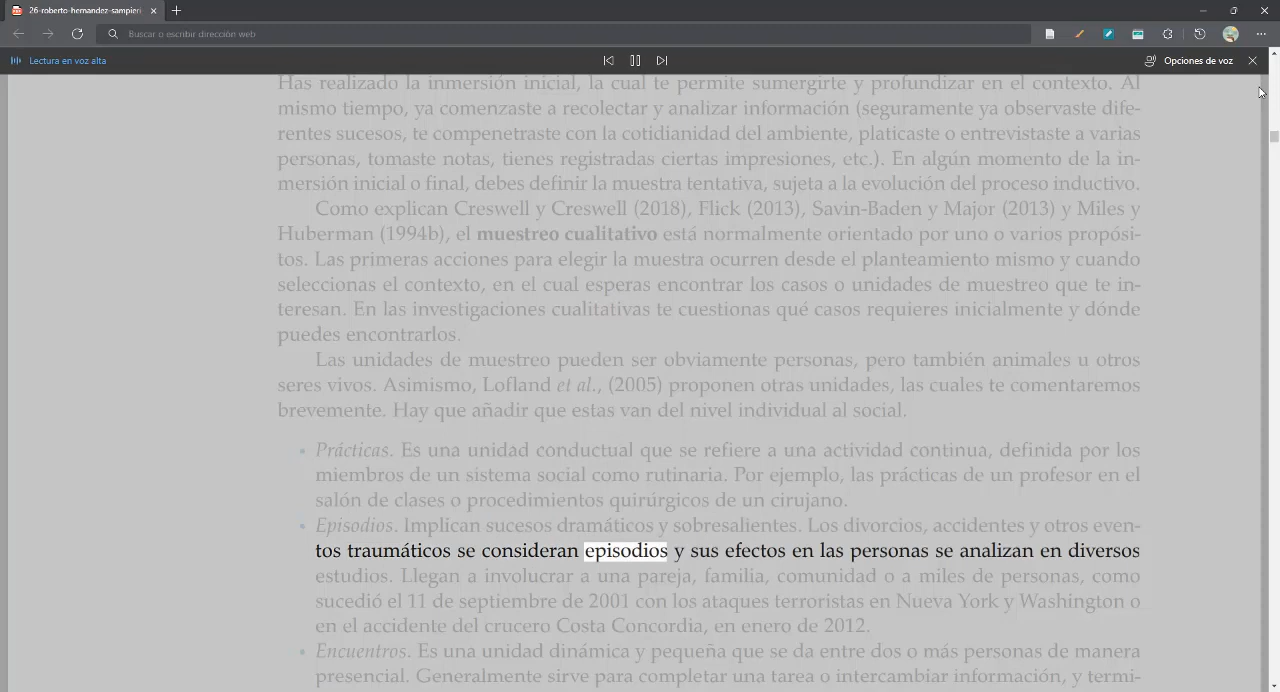 26-roberto-hernandez-sampieri
Buscar o escribir dirección web
Lectura en voz alta
Opciones de voz
Has realizado la inmersión inicial, la cual te permite sumergirte y profundizar en el contexto. Al
mismo tiempo, ya comenzaste a recolectar y analizar información (seguramente ya observaste dife-
rentes sucesos, te compenetraste con la cotidianidad del ambiente, platicaste o entrevistaste a varias
personas, tomaste notas, tienes registradas ciertas impresiones, etc.). En algún momento de la in-
mersión inicial o final, debes definir la muestra tentativa, sujeta a la evolución del proceso inductivo.
Como explican Creswell y Creswell (2018), Flick (2013), Savin-Baden y Major (2013) y Miles y
Huberman (1994b), el muestreo cualitativo está normalmente orientado por uno o varios propósi-
tos. Las primeras acciones para elegir la muestra ocurren desde el planteamiento mismo y cuando
seleccionas el contexto, en el cual esperas encontrar los casos o unidades de muestreo que te in-
teresan. En las investigaciones cualitativas te cuestionas qué casos requieres inicialmente y dónde
puedes encontrarlos.
Las unidades de muestreo pueden ser obviamente personas, pero también animales u otros
seres vivos. Asimismo, Lofland et al., (2005) proponen otras unidades, las cuales te comentaremos
brevemente. Hay que añadir que estas van del nivel individual al social.
• Prácticas. Es una unidad conductual que se refiere a una actividad continua, definida por los
miembros de un sistema social como rutinaria. Por ejemplo, las prácticas de un profesor en el
salón de clases o procedimientos quirúrgicos de un cirujano.
• Episodios. Implican sucesos dramáticos y sobresalientes. Los divorcios, accidentes y otros even-
tos traumáticos se consideran episodios y sus efectos en las personas se analizan en diversos
estudios. Llegan a involucrar a una pareja, familia, comunidad o a miles de personas, como
sucedió el 11 de septiembre de 2001 con los ataques terroristas en Nueva York y Washington o
en el accidente del crucero Costa Concordia, en enero de 2012.
• Encuentros. Es una unidad dinámica y pequeña que se da entre dos o más personas de manera
presencial. Generalmente sirve para completar una tarea o intercambiar información, y termi-